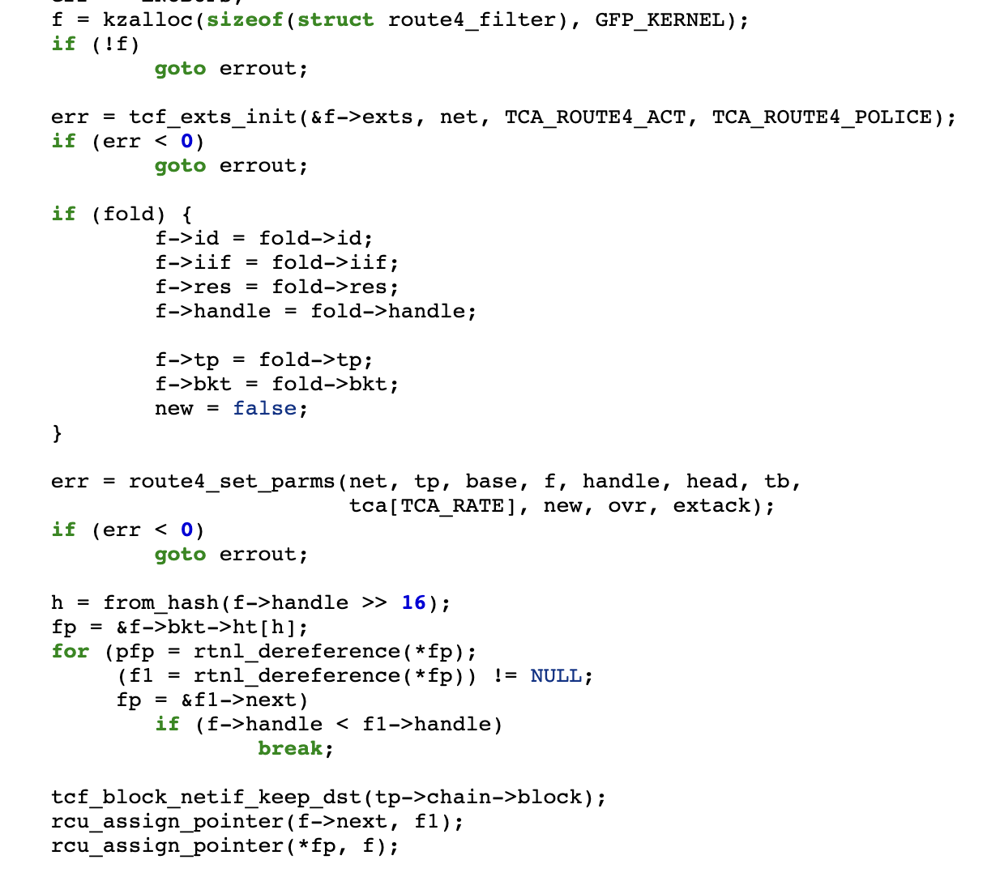 f = kzalloc(sizeof(struct route4_filter), GFP_KERNEL);
if (!f)
goto errout;
err = tcf_exts_init(&f->exts, net, TCA_ROUTE4_ACT, TCA_ROUTE4_POLICE);
if (err < 0)
goto errout;
if (fold) {
f->id = fold->id;
f->iif = fold->iif;
f->res = fold->res;
f->handle = fold->handle;
f->tp = fold->tp;
f->bkt = fold->bkt;
new = false;
}
err = route4_set_parms(net, tp, base, f, handle, head, tb,
tca[TCA_RATE], new, ovr, extack);
if (err < 0)
goto errout;
h = from_hash(f->handle >> 16);
fp = &f->bkt->ht[h];
for (pfp = rtnl_dereference(*fp);
(f1 = rtnl_dereference(*fp)) != NULL;
fp = &f1->next)
if (f->handle < f1->handle)
break;
tcf_block_netif_keep_dst(tp->chain->block);
rcu_assign_pointer(f->next, f1);
rcu_assign_pointer(*fp, f);